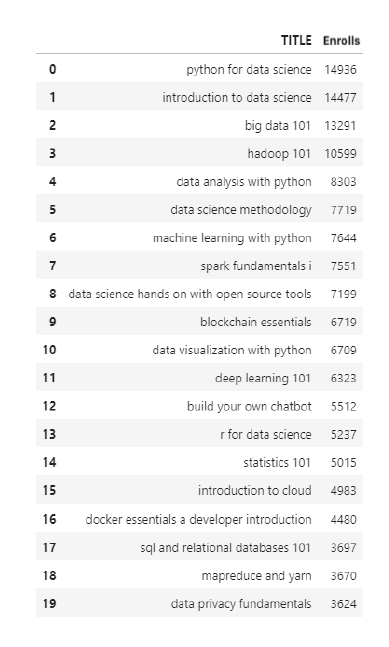 TITLE Enrolls
0 python for data science 14936
1 introduction to data science 14477
2 big data 101 13291
3 hadoop 101 10599
4 data analysis with python 8303
5 data science methodology 7719
6 machine learning with python 7644
7 spark fundamentals i 7551
8 data science hands on with open source tools 7199
9 blockchain essentials 6719
10 data visualization with python 6709
11 deep learning 101 6323
12 build your own chatbot 5512
13 r for data science 5237
14 statistics 101 5015
15 introduction to cloud 4983
16 docker essentials a developer introduction 4480
17 sql and relational databases 101 3697
18 mapreduce and yarn 3670
19 data privacy fundamentals 3624